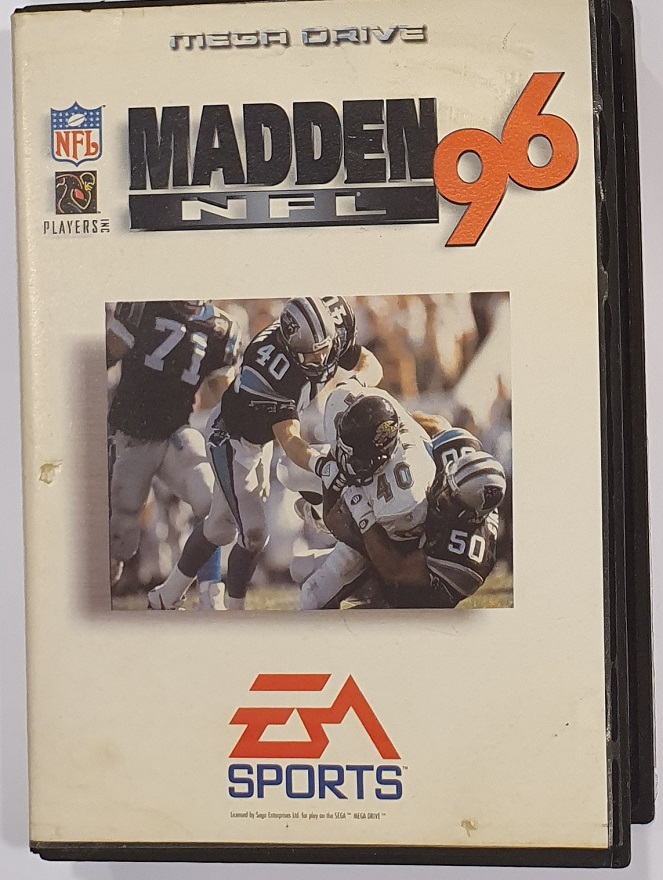 MEGA DRIVE
NFL
MADDEN 96
NFL
PLAYERS INC
71
40
40
50
EA
SPORTS™
Licensed by Sega Enterprises Ltd. for play on the SEGA™ MEGA DRIVE™